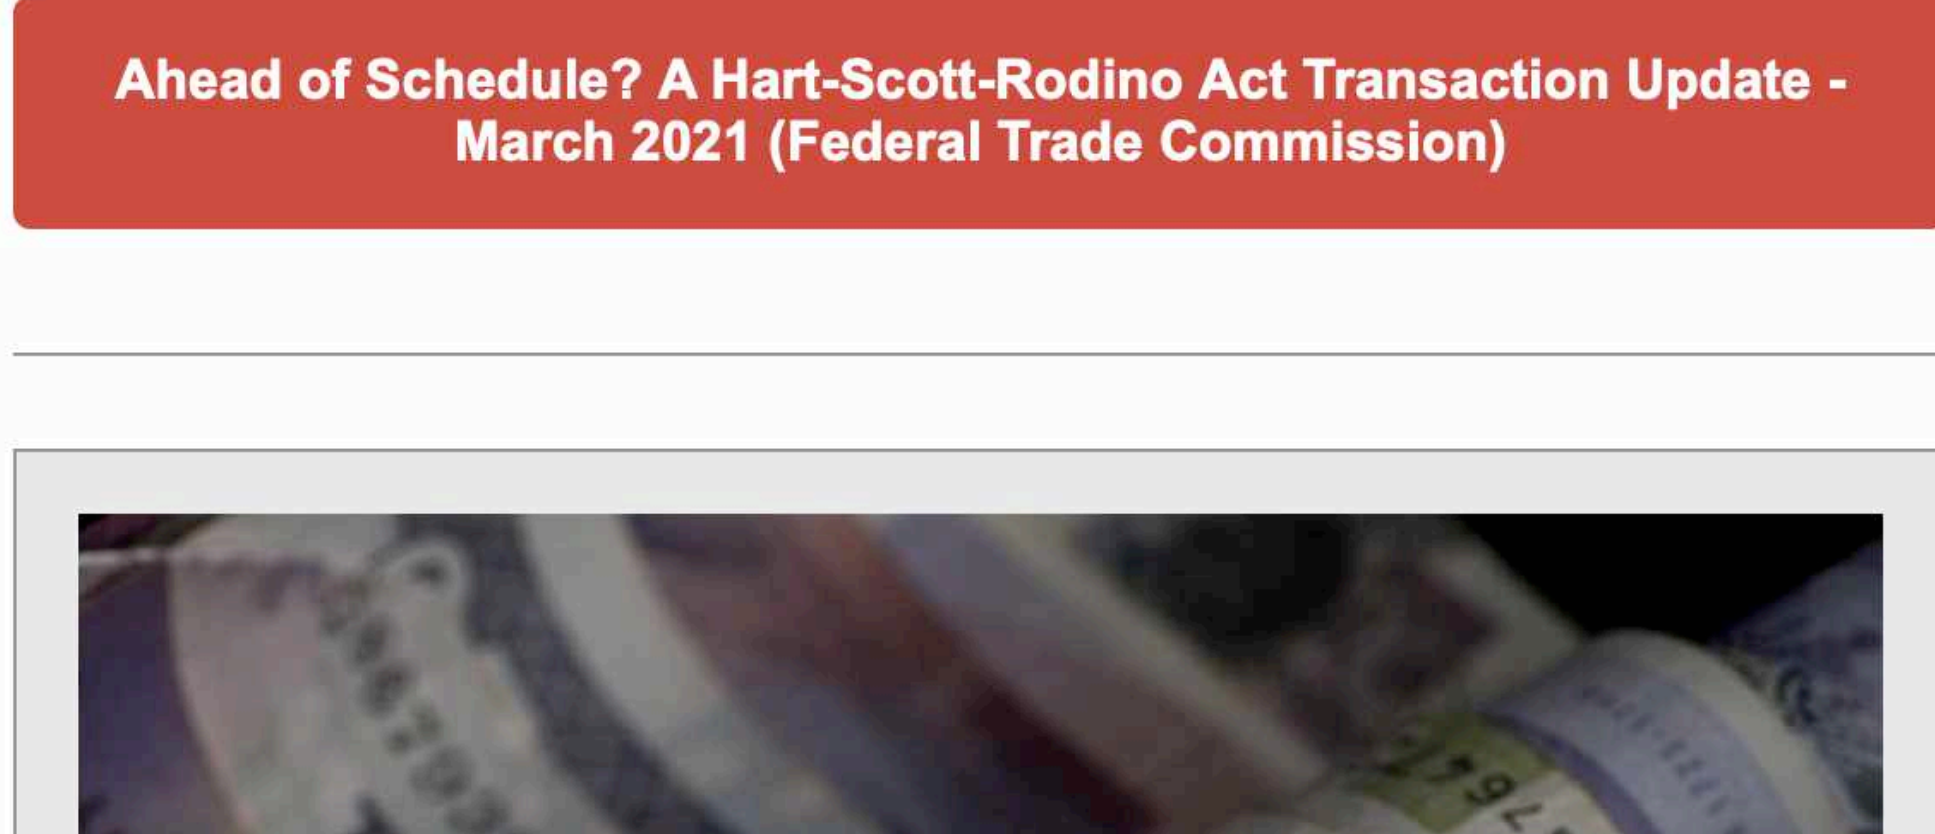 Ahead of Schedule? A Hart-Scott-Rodino Act Transaction Update -
March 2021 (Federal Trade Commission)